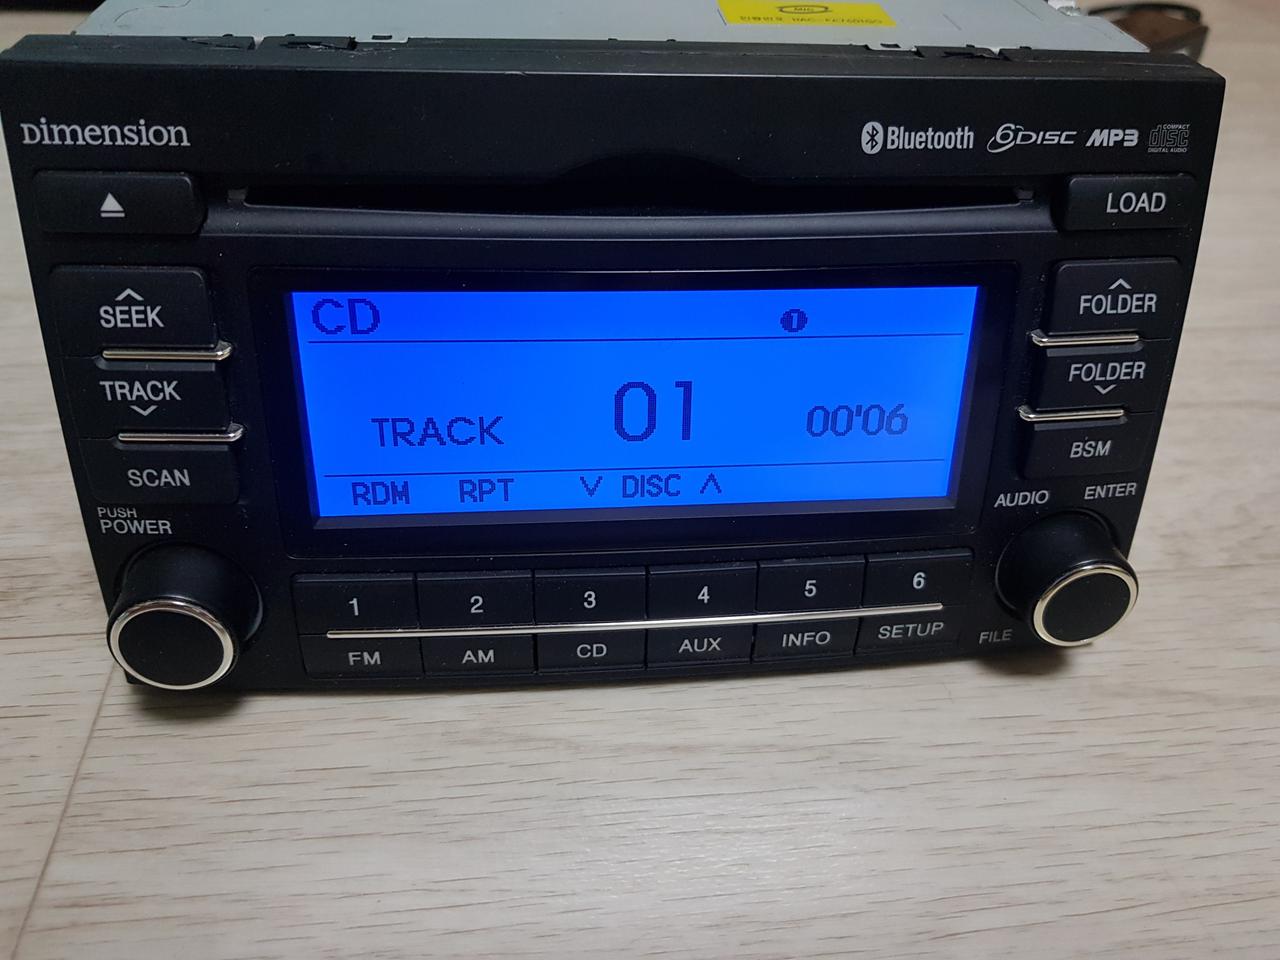 MIC
Dimension
Bluetooth 6DISC MP3 COMPACT disc DIGITAL AUDIO
LOAD
SEEK
FOLDER
TRACK
FOLDER
SCAN
BSM
CD 1
TRACK 01 00'06
RDM RPT ∨ DISC ∧
PUSH
POWER
AUDIO
ENTER
1 2 3 4 5 6
FM AM CD AUX INFO SETUP
FILE